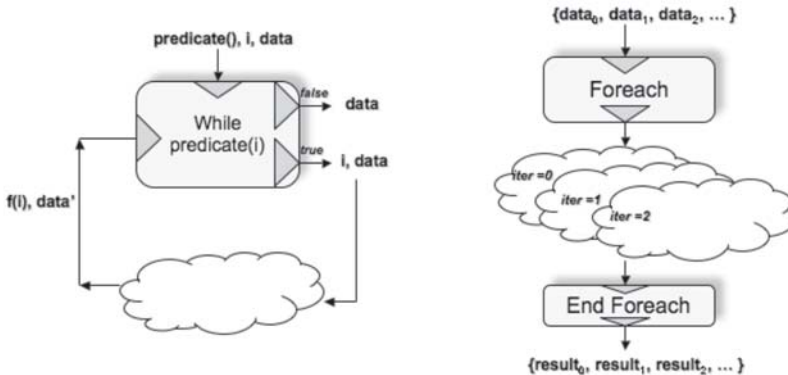 predicate(), i, data
While
predicate(i)
false
data
true
i, data
f(i), data'
{data₀, data₁, data₂, ... }
Foreach
iter =0
iter =1
iter =2
End Foreach
{result₀, result₁, result₂, ... }